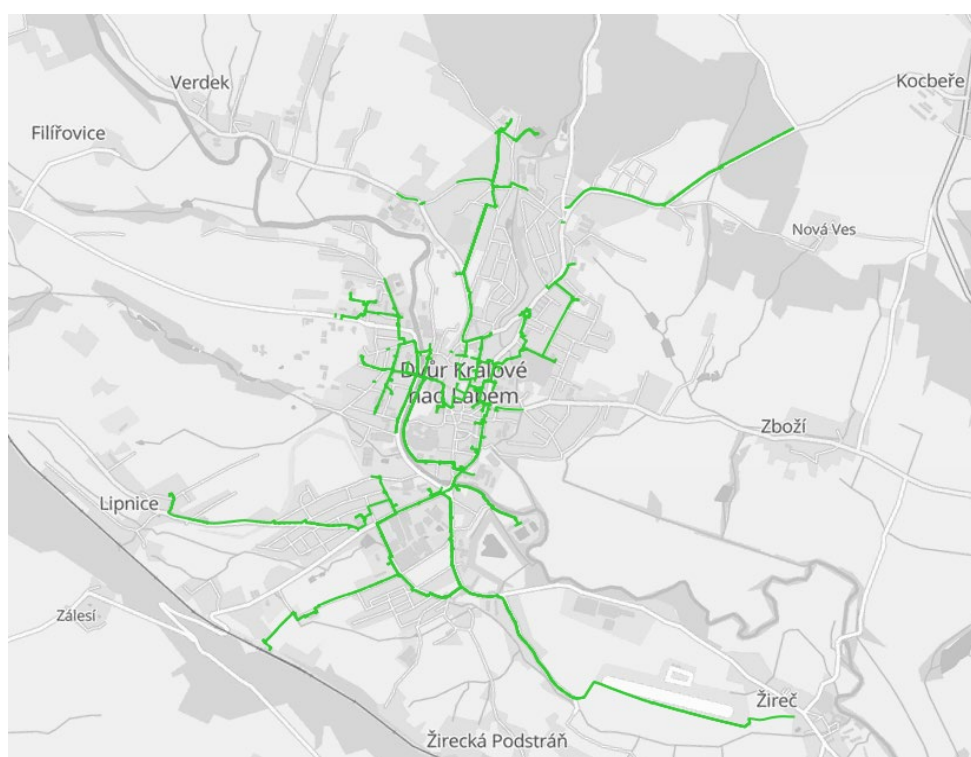 Verdek
Kocbeře
Filířovice
Nová Ves
Dvůr Králové
nad Labem
Zboží
Lipnice
Zálesí
Žireč
Žirecká Podstráň